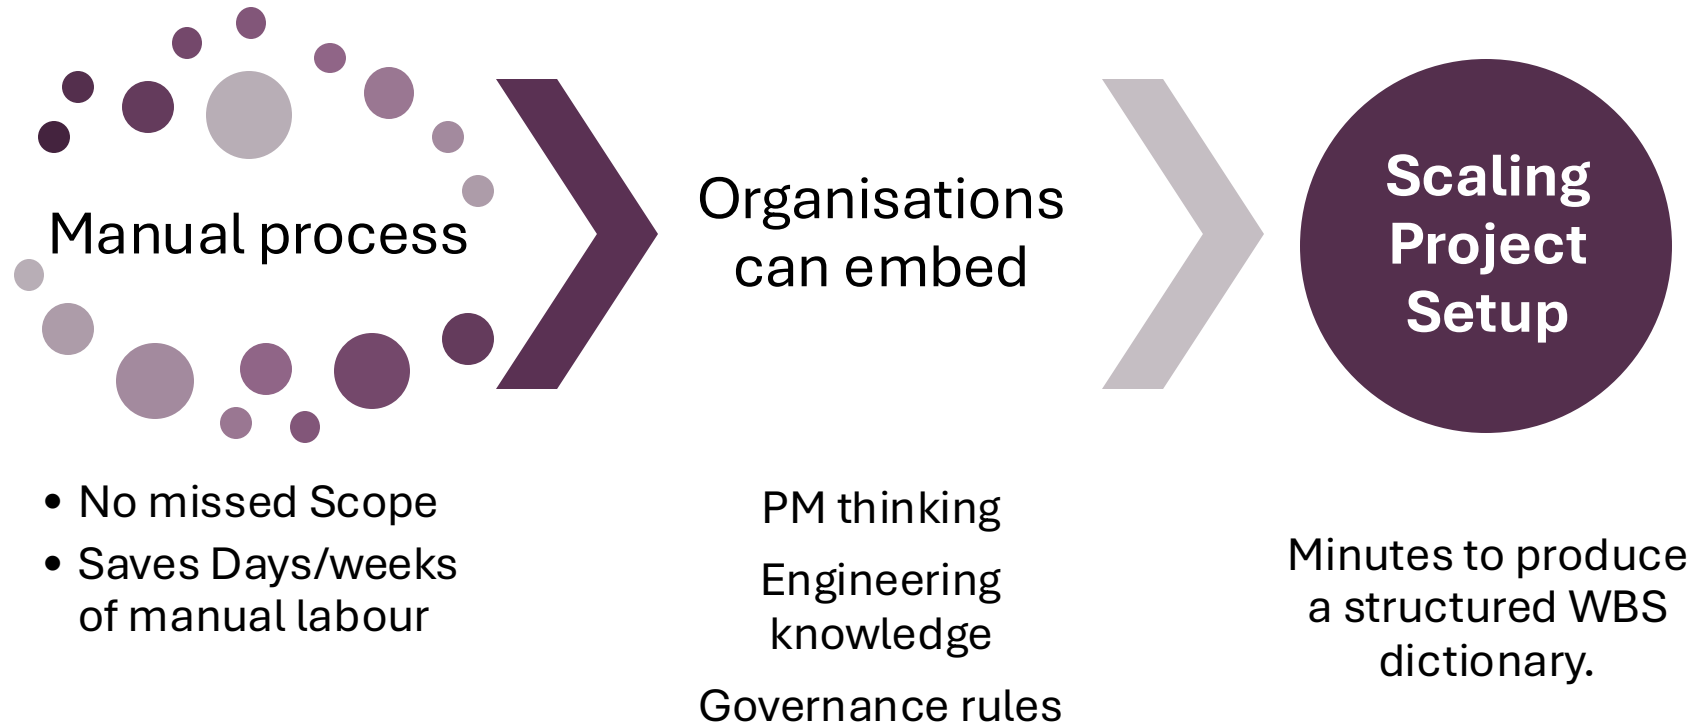 Manual process
• No missed Scope
• Saves Days/weeks
of manual labour
Organisations
can embed
PM thinking
Engineering
knowledge
Governance rules
Scaling
Project
Setup
Minutes to produce
a structured WBS
dictionary.